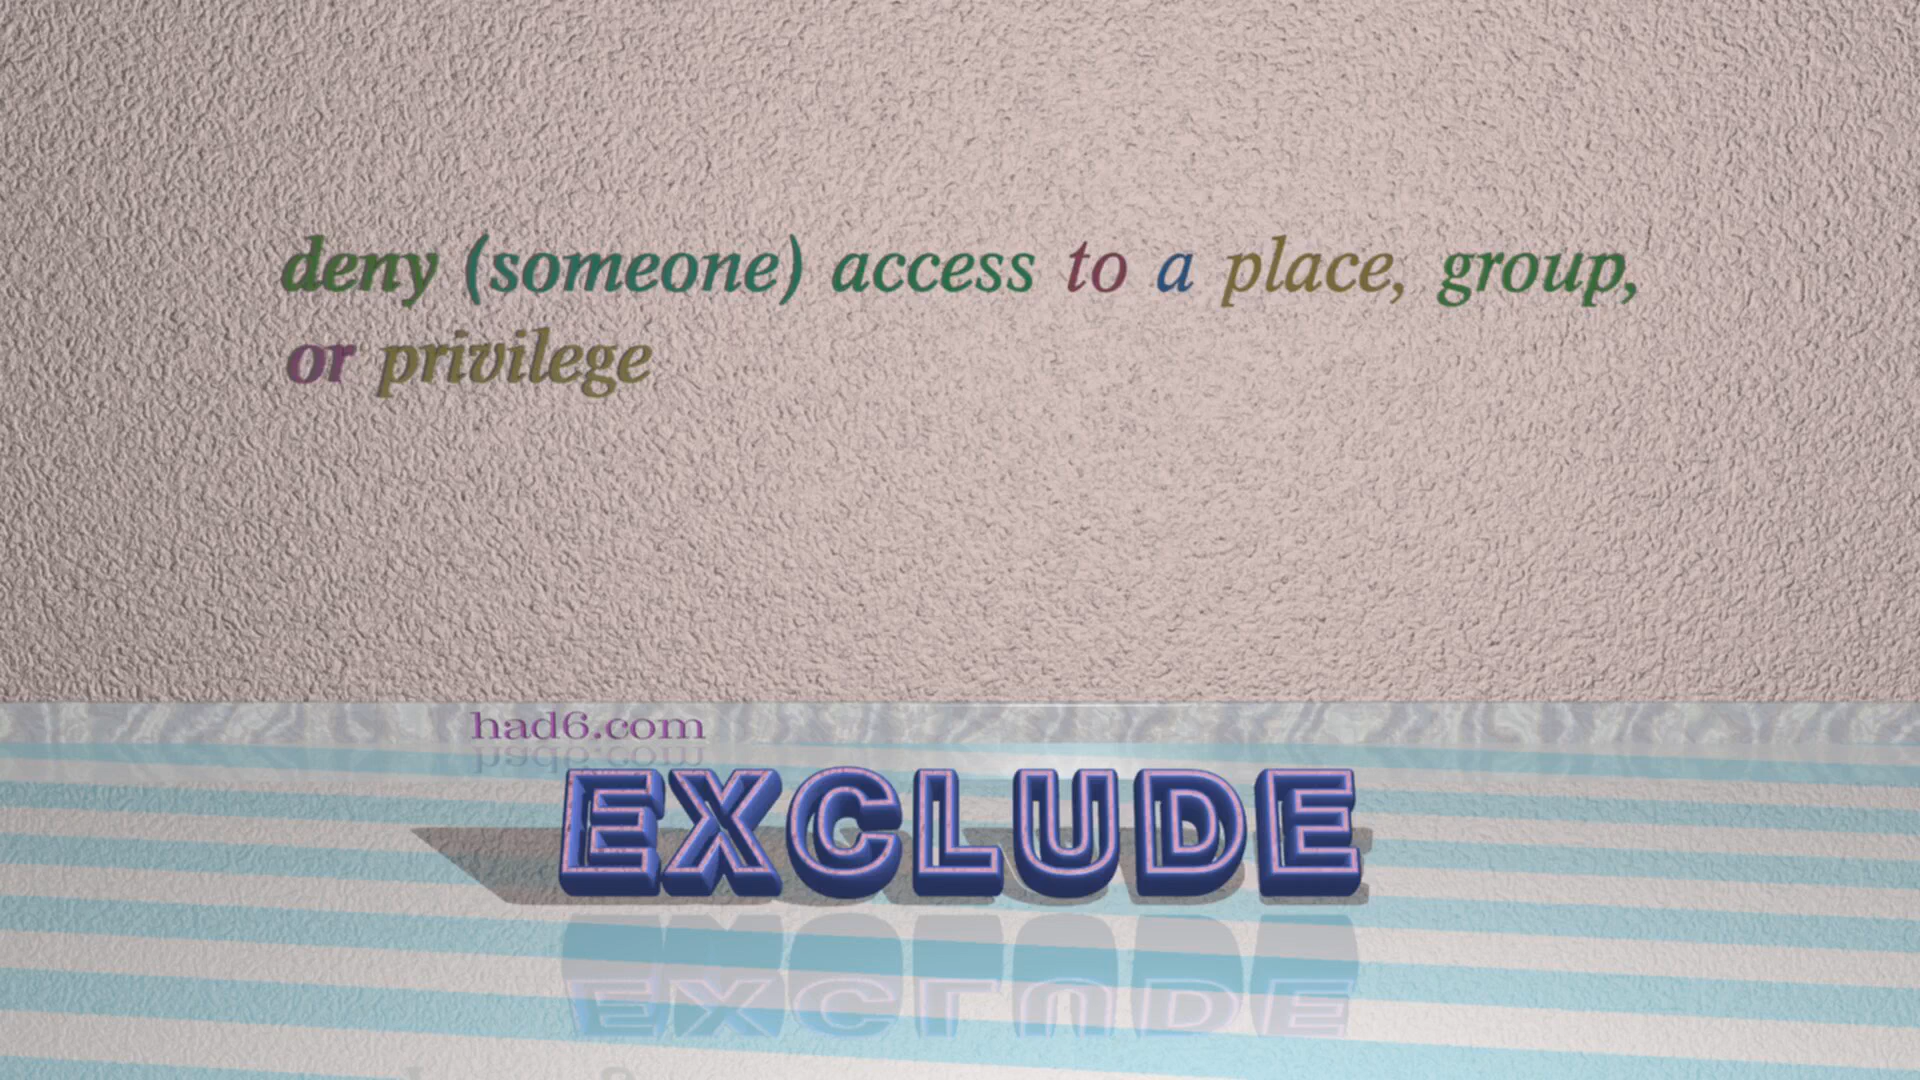 deny (someone) access to a place, group,
or privilege
had6.com
EXCLUDE